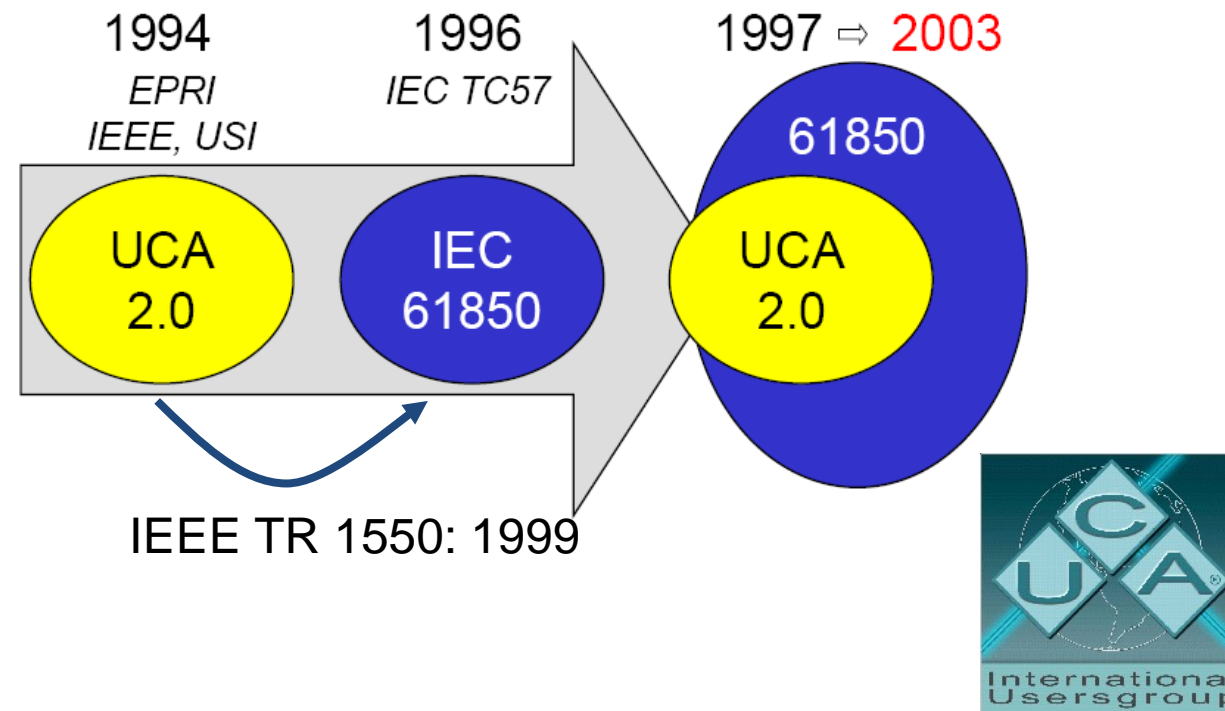 1994
EPRI
IEEE, USI
1996
IEC TC57
1997 ⇨ 2003
UCA
2.0
IEC
61850
61850
UCA
2.0
IEEE TR 1550: 1999
U C A ®
Internationa
Usersgroup